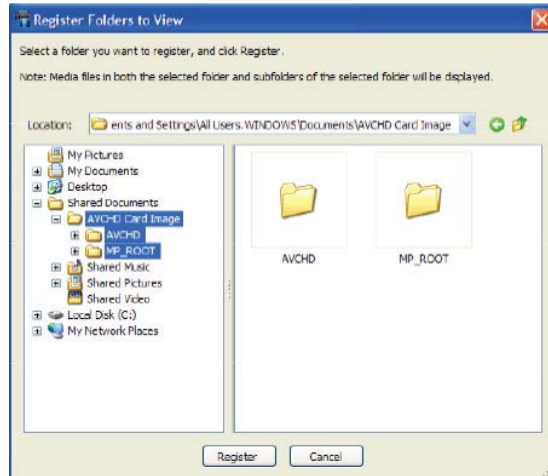 Register Folders to View
Select a folder you want to register, and click Register.
Note: Media files in both the selected folder and subfolders of the selected folder will be displayed.
Location: ents and Settings\All Users.WINDOWS\Documents\AVCHD Card Image
My Pictures
My Documents
Desktop
Shared Documents
AVCHD Card Image
AVCHD
MP_ROOT
Shared Music
Shared Pictures
Shared Video
Local Disk (C:)
My Network Places
AVCHD MP_ROOT
Register Cancel